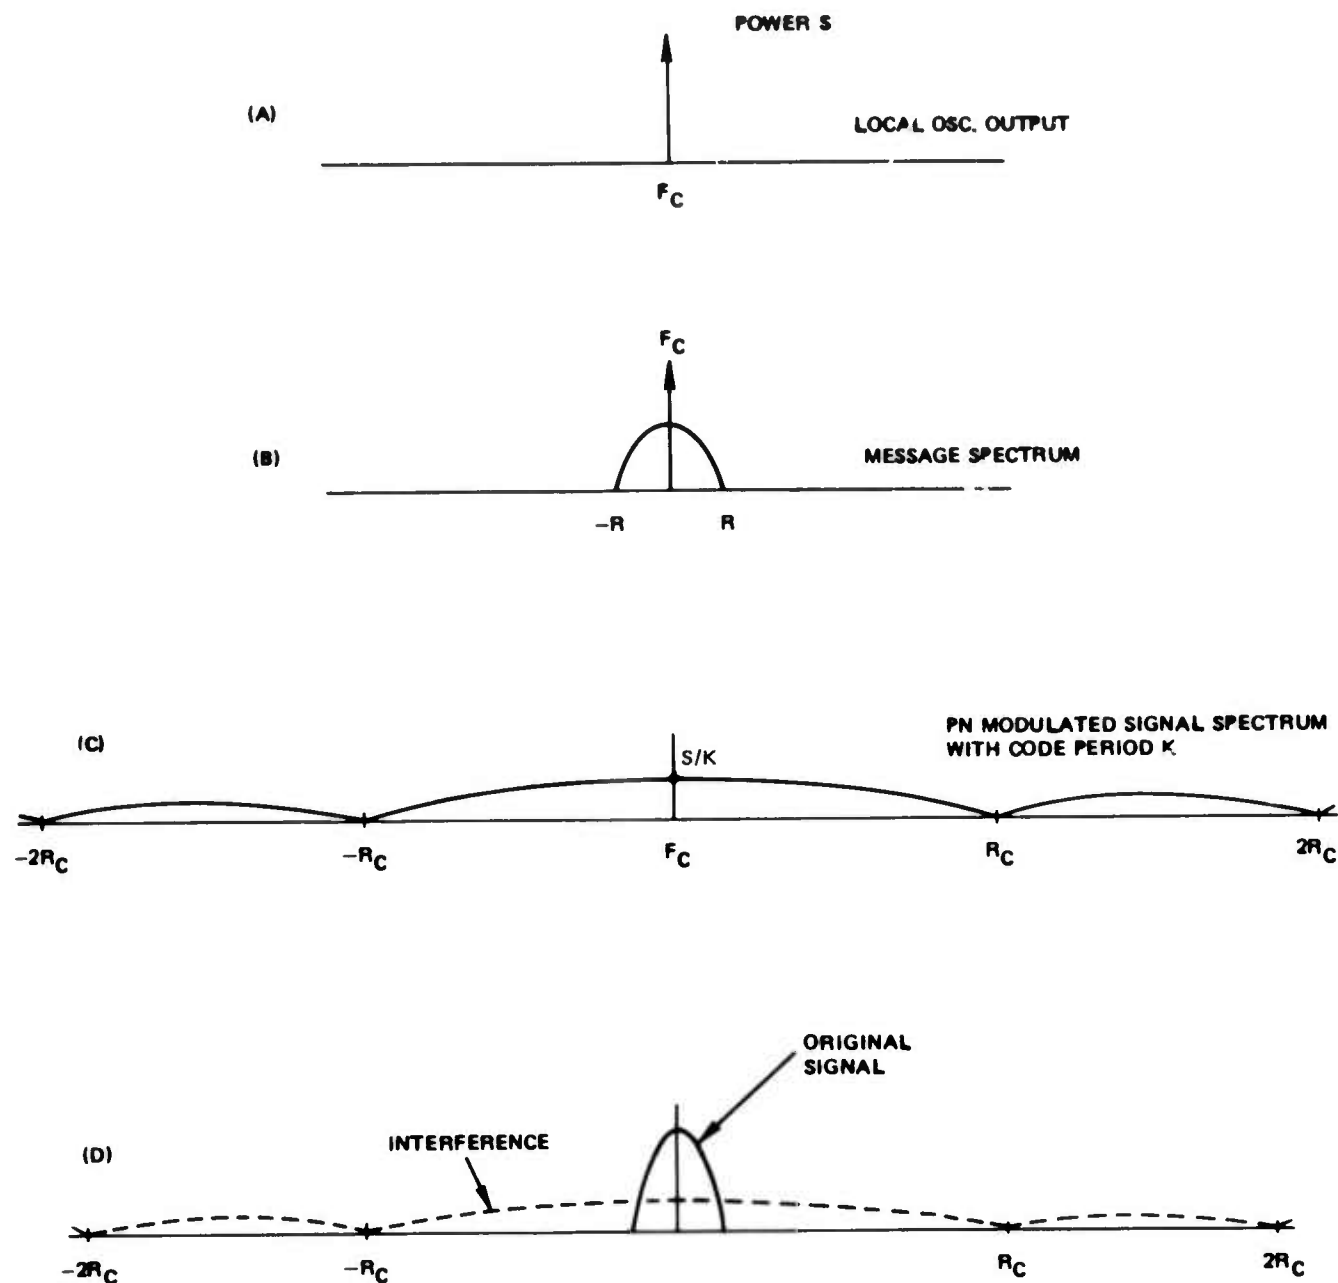 POWER S
(A)
LOCAL OSC. OUTPUT
FC
FC
(B)
MESSAGE SPECTRUM
-R
R
PN MODULATED SIGNAL SPECTRUM
WITH CODE PERIOD K
(C)
S/K
-2RC
-RC
FC
RC
2RC
ORIGINAL
SIGNAL
INTERFERENCE
(D)
-2RC
-RC
RC
2RC